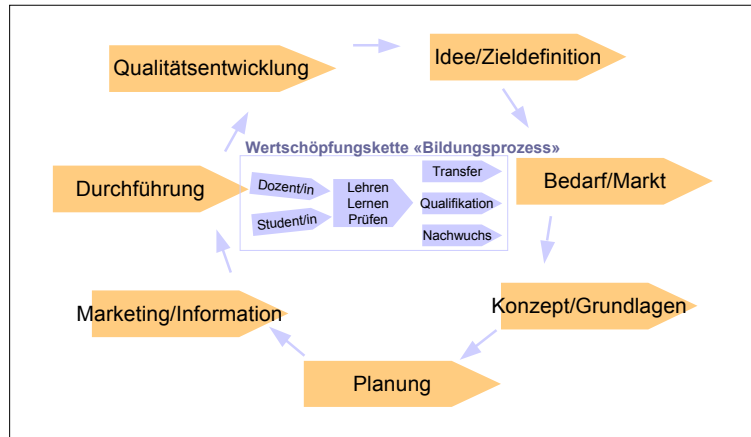 Qualitätsentwicklung
Idee/Zieldefinition
Wertschöpfungskette «Bildungsprozess»
Durchführung
Dozent/in
Student/in
Lehren
Lernen
Prüfen
Transfer
Qualifikation
Nachwuchs
Bedarf/Markt
Marketing/Information
Konzept/Grundlagen
Planung